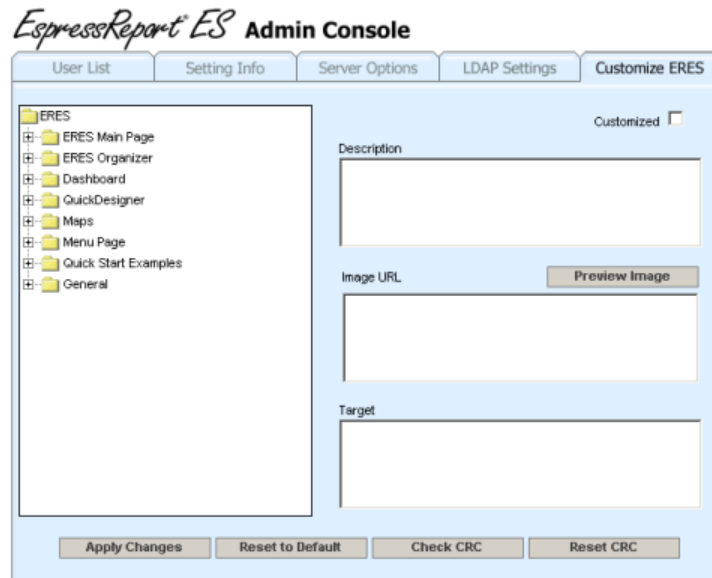 EspressReport ES Admin Console
User List Setting Info Server Options LDAP Settings Customize ERES
ERES
ERES Main Page
ERES Organizer
Dashboard
QuickDesigner
Maps
Menu Page
Quick Start Examples
General
Customized
Description
Image URL Preview Image
Target
Apply Changes Reset to Default Check CRC Reset CRC